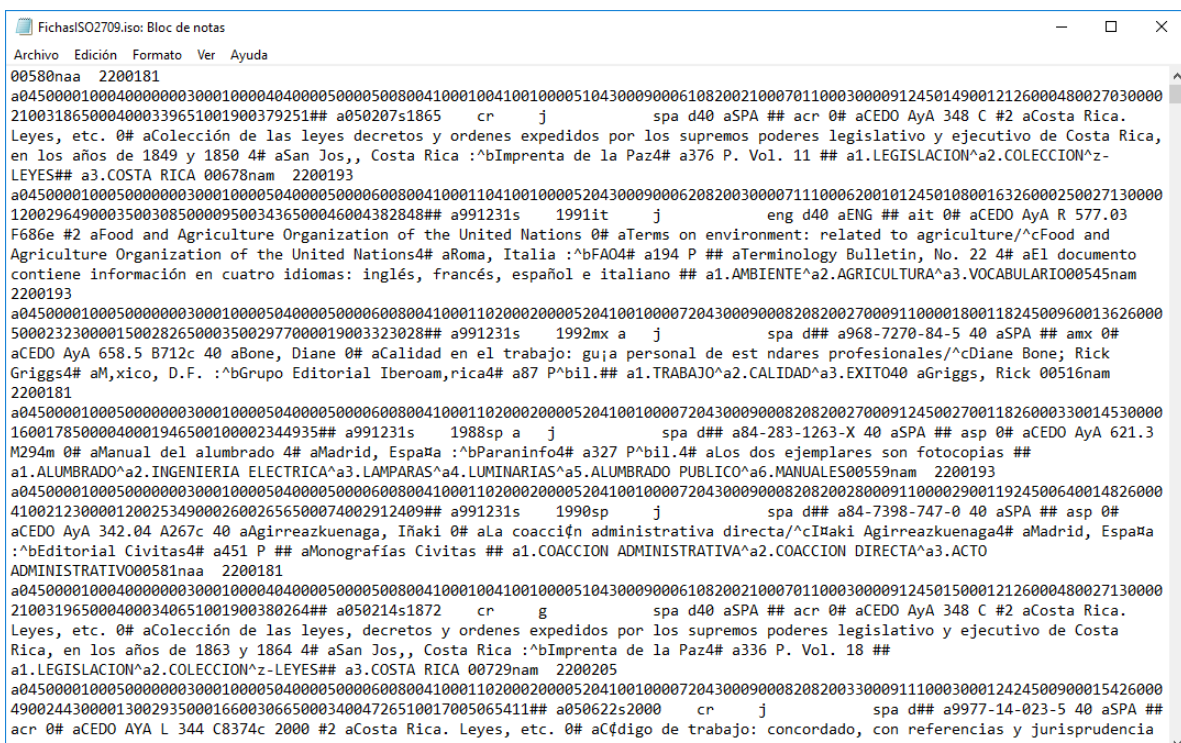 FichasISO2709.iso: Bloc de notas
Archivo Edición Formato Ver Ayuda
00580naa  2200181
a04500001000400000003000100004040000500005008004100010041001000051043000900061082002100070110003000091245014900121260004800270300002100318650004000339651001900379251## a050207s1865    cr     j             spa d40 aSPA ## acr 0# aCEDO AyA 348 C #2 aCosta Rica.
Leyes, etc. 0# aColección de las leyes decretos y ordenes expedidos por los supremos poderes legislativo y ejecutivo de Costa Rica,
en los años de 1849 y 1850 4# aSan Jos,, Costa Rica :^bImprenta de la Paz4# a376 P. Vol. 11 ## a1.LEGISLACION^a2.COLECCION^z-
LEYES## a3.COSTA RICA 00678nam  2200193
a04500001000500000003000100005040000500006008004100011041001000052043000900062082003000071110006200101245010800163260002500271300001200296490003500308500009500343650004600438 2848## a991231s    1991it     j             eng d40 aENG ## ait 0# aCEDO AyA R 577.03
F686e #2 aFood and Agriculture Organization of the United Nations 0# aTerms on environment: related to agriculture/^cFood and
Agriculture Organization of the United Nations4# aRoma, Italia :^bFAO4# a194 P ## aTerminology Bulletin, No. 22 4# aEl documento
contiene información en cuatro idiomas: inglés, francés, español e italiano ## a1.AMBIENTE^a2.AGRICULTURA^a3.VOCABULARIO00545nam
2200193
a04500001000500000003000100005040000500006008004100011020002000052041001000072043000900082082002700091100001800118245009600136260005000232300001500282650003500297700001900332 3028## a991231s    1992mx a   j             spa d## a968-7270-84-5 40 aSPA ## amx 0#
aCEDO AyA 658.5 B712c 40 aBone, Diane 0# aCalidad en el trabajo: gu¡a personal de est ndares profesionales/^cDiane Bone; Rick
Griggs4# aM,xico, D.F. :^bGrupo Editorial Iberoam,rica4# a87 P^bil.## a1.TRABAJO^a2.CALIDAD^a3.EXITO40 aGriggs, Rick 00516nam
2200181
a04500001000500000003000100005040000500006008004100011020002000052041001000072043000900082082002700091245002700118260003300145300001600178500004000194650010000234 4935## a991231s    1988sp a   j             spa d## a84-283-1263-X 40 aSPA ## asp 0# aCEDO AyA 621.3
M294m 0# aManual del alumbrado 4# aMadrid, Espa¤a :^bParaninfo4# a327 P^bil.4# aLos dos ejemplares son fotocopias ##
a1.ALUMBRADO^a2.INGENIERIA ELECTRICA^a3.LAMPARAS^a4.LUMINARIAS^a5.ALUMBRADO PUBLICO^a6.MANUALES00559nam  2200193
a04500001000500000003000100005040000500006008004100011020002000052041001000072043000900082082002800091100002900119245006400148260004100212300001200253490002600265650007400291 2409## a991231s    1990sp     j             spa d## a84-7398-747-0 40 aSPA ## asp 0#
aCEDO AyA 342.04 A267c 40 aAgirreazkuenaga, Iñaki 0# aLa coacci¢n administrativa directa/^cI¤aki Agirreazkuenaga4# aMadrid, Espa¤a
:^bEditorial Civitas4# a451 P ## aMonografías Civitas ## a1.COACCION ADMINISTRATIVA^a2.COACCION DIRECTA^a3.ACTO
ADMINISTRATIVO00581naa  2200181
a04500001000400000003000100004040000500005008004100010041001000051043000900061082002100070110003000091245015000121260004800271300002100319650004000340651001900380264## a050214s1872    cr     g             spa d40 aSPA ## acr 0# aCEDO AyA 348 C #2 aCosta Rica.
Leyes, etc. 0# aColección de las leyes, decretos y ordenes expedidos por los supremos poderes legislativo y ejecutivo de Costa
Rica, en los años de 1863 y 1864 4# aSan Jos,, Costa Rica :^bImprenta de la Paz4# a336 P. Vol. 18 ##
a1.LEGISLACION^a2.COLECCION^z-LEYES## a3.COSTA RICA 00729nam  2200205
a04500001000500000003000100005040000500006008004100011020002000052041001000072043000900082082003300091110003000124245009000154260004900244300001300293500016600306650003400472651001700506 5411## a050622s2000    cr     j             spa d## a9977-14-023-5 40 aSPA ##
acr 0# aCEDO AYA L 344 C8374c 2000 #2 aCosta Rica. Leyes, etc. 0# aC¢digo de trabajo: concordado, con referencias y jurisprudencia